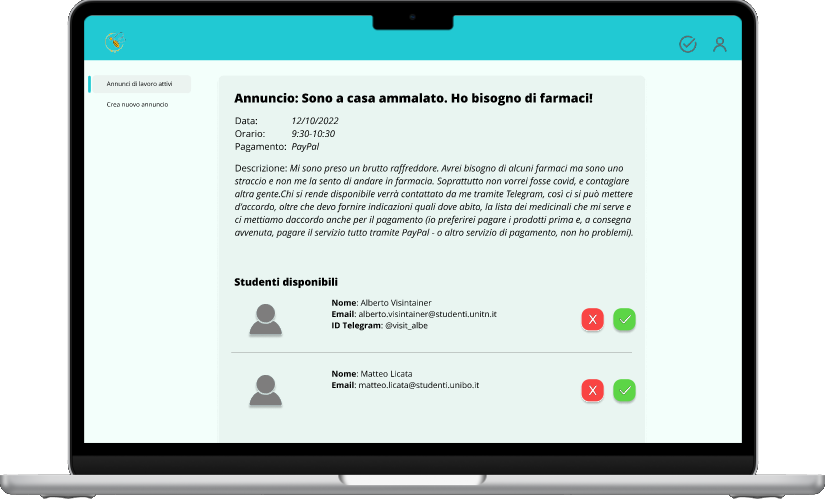 Annunci di lavoro attivi
Crea nuovo annuncio
Annuncio: Sono a casa ammalato. Ho bisogno di farmaci!
Data: 12/10/2022
Orario: 9:30-10:30
Pagamento: PayPal
Descrizione: Mi sono preso un brutto raffreddore. Avrei bisogno di alcuni farmaci ma sono uno
straccio e non me la sento di andare in farmacia. Soprattutto non vorrei fosse covid, e contagiare
altra gente.Chi si rende disponibile verrà contattato da me tramite Telegram, così ci si può mettere
d'accordo, oltre che devo fornire indicazioni quali dove abito, la lista dei medicinali che mi serve e
ci mettiamo daccordo anche per il pagamento (io preferirei pagare i prodotti prima e, a consegna
avvenuta, pagare il servizio tutto tramite PayPal - o altro servizio di pagamento, non ho problemi).
Studenti disponibili
Nome: Alberto Visintainer
Email: alberto.visintainer@studenti.unitn.it
ID Telegram: @visit_albe
X
Nome: Matteo Licata
Email: matteo.licata@studenti.unibo.it
X